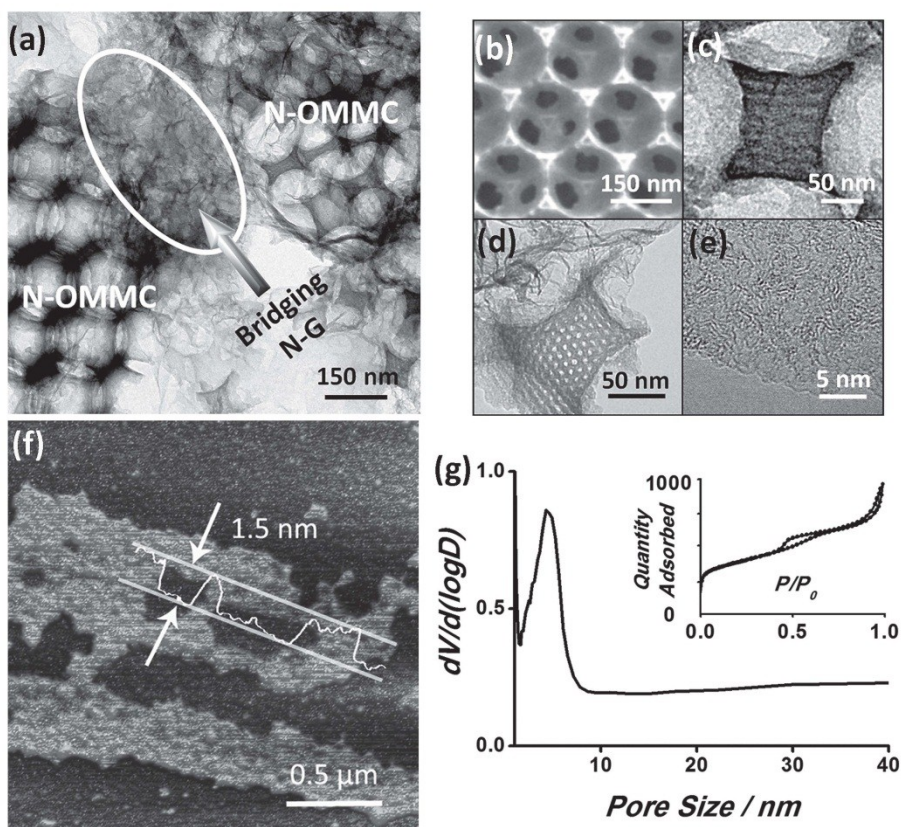 (a)
N-OMMC
N-OMMC
Bridging
N-G
150 nm
(b)
150 nm
(c)
50 nm
(d)
50 nm
(e)
5 nm
(f)
1.5 nm
0.5 μm
(g)
1.0
0.5
0.0
dV/d(logD)
10
20
30
40
Pore Size / nm
1000
0
Quantity
Adsorbed
P/P₀
0.0
0.5
1.0